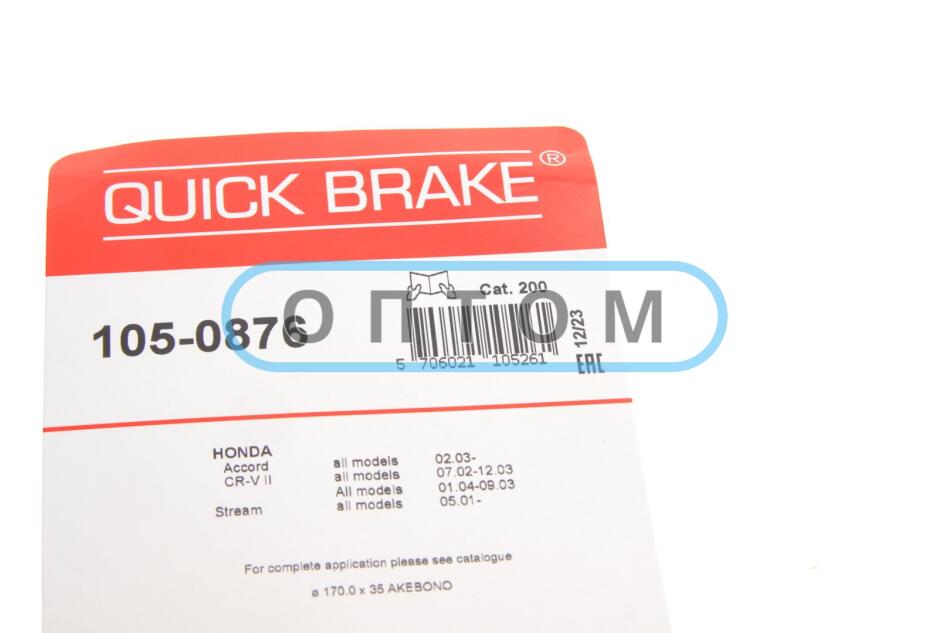 QUICK BRAKE®
Cat. 200
105-0876
12/23
5 706021 105261
EAC
ОПТОМ
HONDA
Accord all models 02.03-
CR-V II all models 07.02-12.03
All models 01.04-09.03
Stream all models 05.01-
For complete application please see catalogue
ø 170.0 x 35 AKEBONO